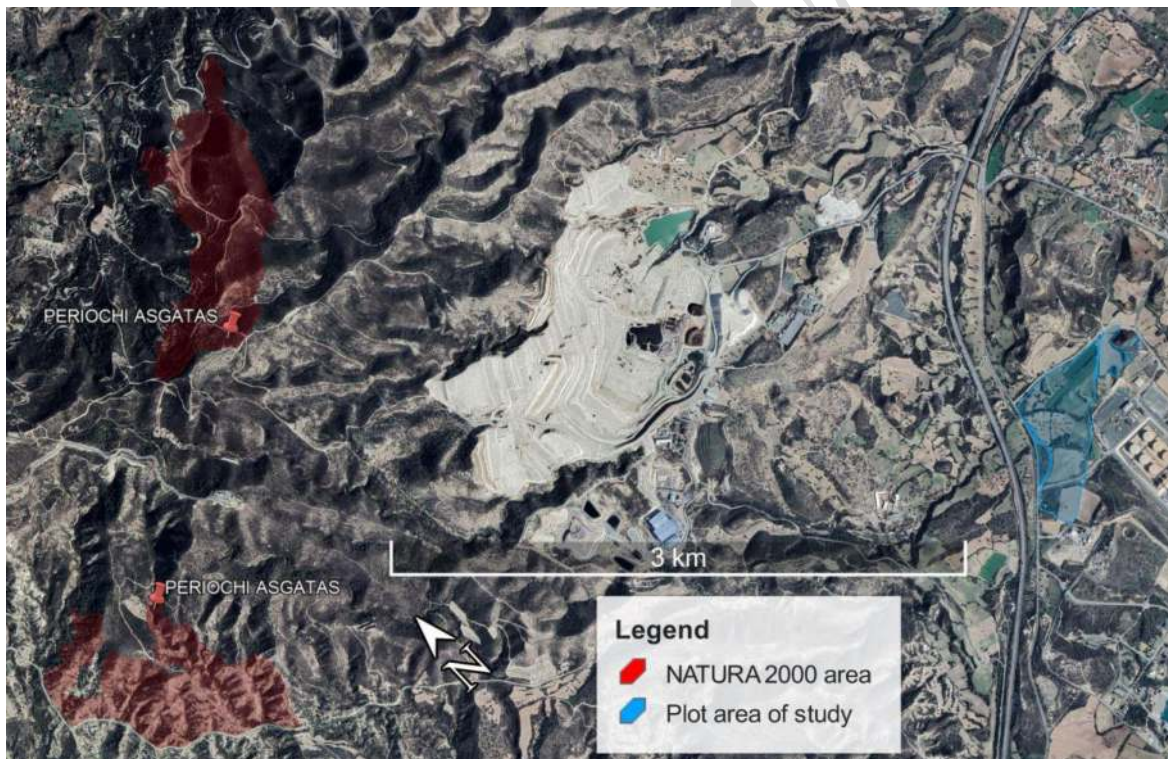 PERIOCHI ASGATAS
3 km
PERIOCHI ASGATAS
N
Legend
NATURA 2000 area
Plot area of study